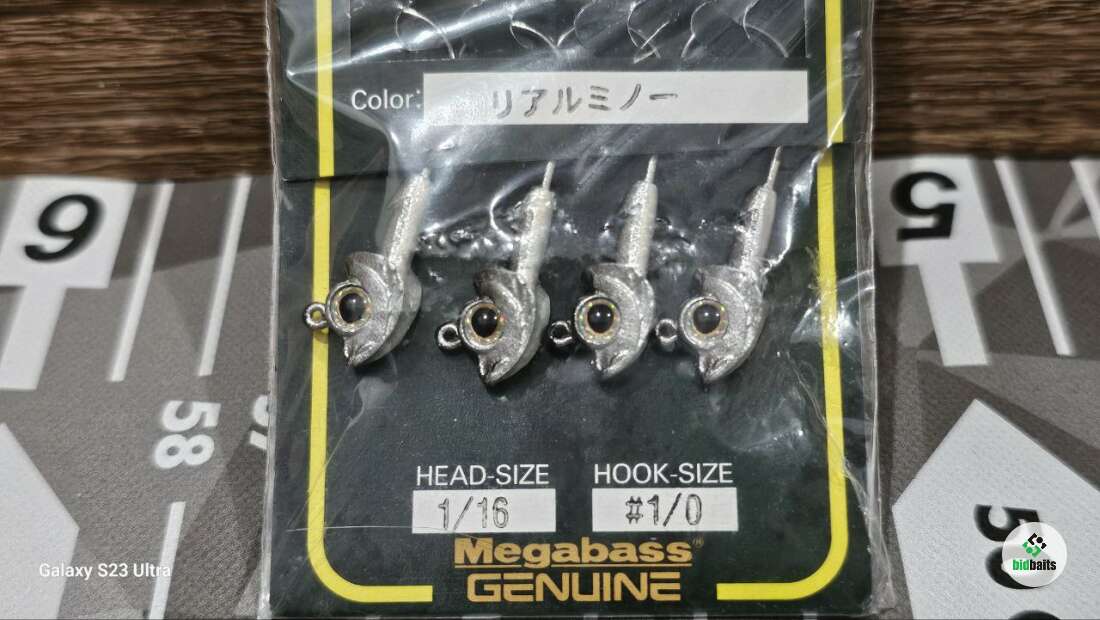 Color: リアルミノー
6
5
58
57
HEAD-SIZE HOOK-SIZE
1/16 #1/0
Megabass®
GENUINE
Galaxy S23 Ultra
bidbaits